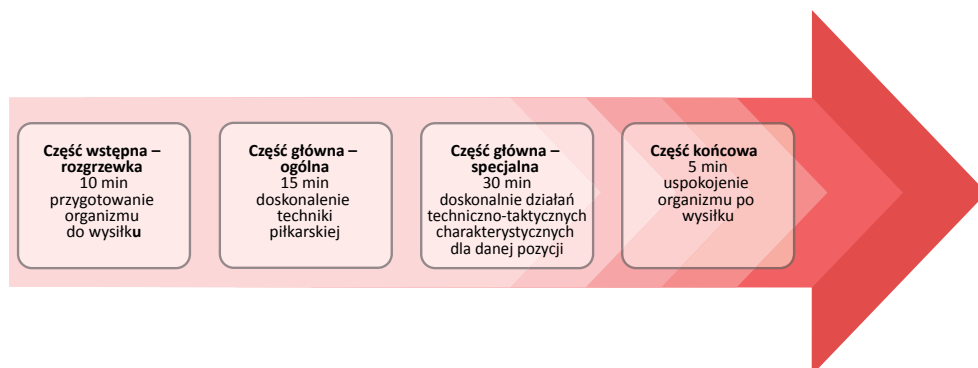 Część wstępna –
rozgrzewka
10 min
przygotowanie
organizmu
do wysiłku
Część główna –
ogólna
15 min
doskonalenie
techniki
piłkarskiej
Część główna –
specjalna
30 min
doskonalnie działań
techniczno-taktycznych
charakterystycznych
dla danej pozycji
Część końcowa
5 min
uspokojenie
organizmu po
wysiłku